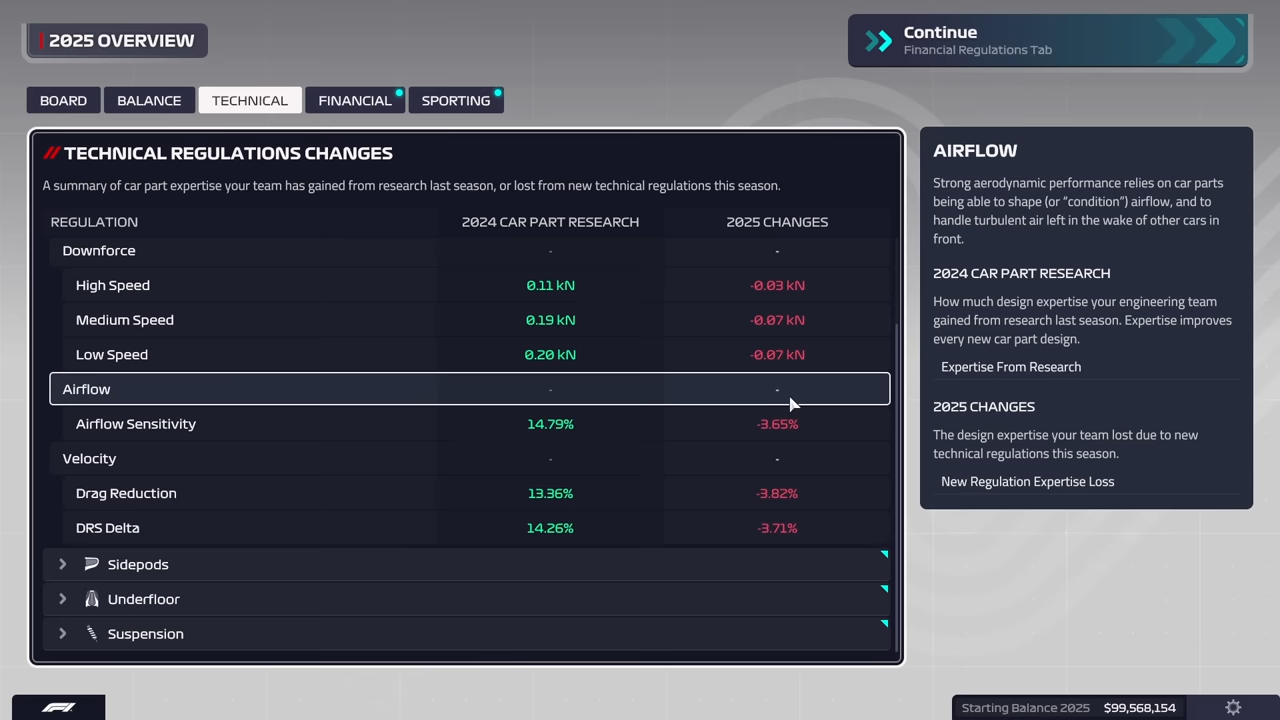 2025 OVERVIEW
Continue
Financial Regulations Tab
BOARD
BALANCE
TECHNICAL
FINANCIAL
SPORTING
TECHNICAL REGULATIONS CHANGES
A summary of car part expertise your team has gained from research last season, or lost from new technical regulations this season.
REGULATION 2024 CAR PART RESEARCH 2025 CHANGES
Downforce - -
High Speed 0.11 kN -0.03 kN
Medium Speed 0.19 kN -0.07 kN
Low Speed 0.20 kN -0.07 kN
Airflow - -
Airflow Sensitivity 14.79% -3.65%
Velocity - -
Drag Reduction 13.36% -3.82%
DRS Delta 14.26% -3.71%
Sidepods
Underfloor
Suspension
AIRFLOW
Strong aerodynamic performance relies on car parts
being able to shape (or “condition”) airflow, and to
handle turbulent air left in the wake of other cars in
front.
2024 CAR PART RESEARCH
How much design expertise your engineering team
gained from research last season. Expertise improves
every new car part design.
Expertise From Research
2025 CHANGES
The design expertise your team lost due to new
technical regulations this season.
New Regulation Expertise Loss
F1
Starting Balance 2025 $99,568,154